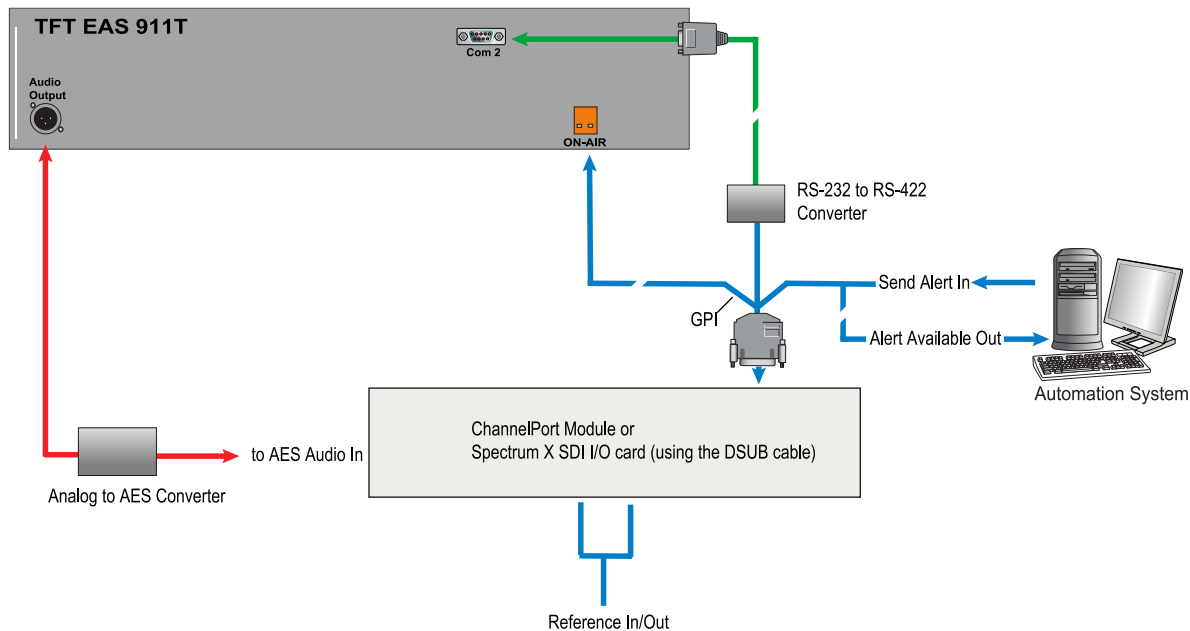 TFT EAS 911T
Com 2
Audio
Output
ON-AIR
RS-232 to RS-422
Converter
Send Alert In
GPI
Alert Available Out
Automation System
ChannelPort Module or
Spectrum X SDI I/O card (using the DSUB cable)
to AES Audio In
Analog to AES Converter
Reference In/Out